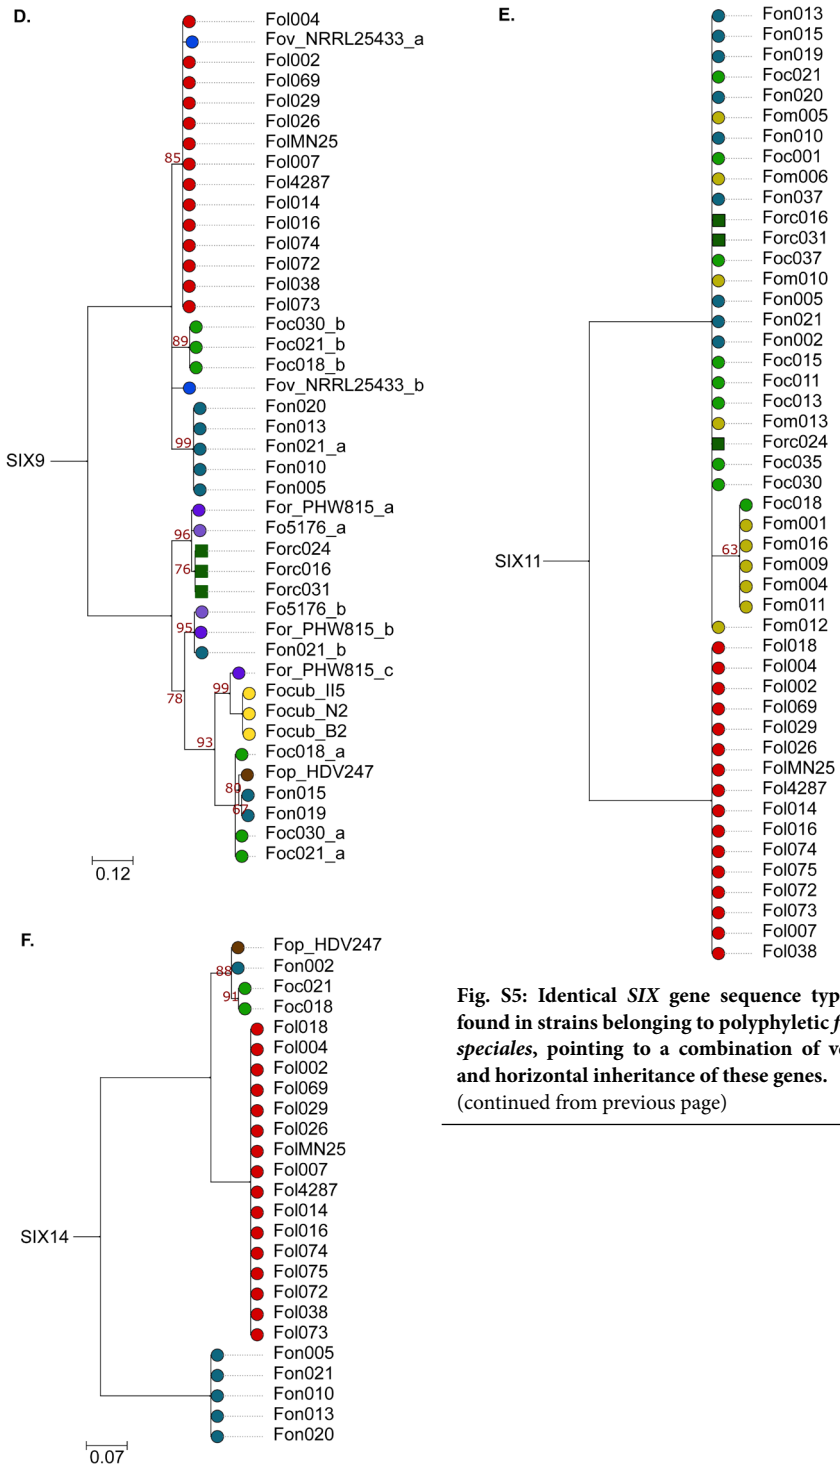 D.
Fol004
Fov_NRRL25433_a
Fol002
Fol069
Fol029
Fol026
FolMN25
85
Fol007
Fol4287
Fol014
Fol016
Fol074
Fol072
Fol038
Fol073
Foc030_b
89
Foc021_b
Foc018_b
Fov_NRRL25433_b
Fon020
Fon013
99
Fon021_a
SIX9
Fon010
Fon005
For_PHW815_a
Fo5176_a
96
Forc024
76
Forc016
Forc031
Fo5176_b
95
For_PHW815_b
Fon021_b
For_PHW815_c
99
Focub_II5
78
Focub_N2
Focub_B2
93
Foc018_a
Fop_HDV247
80
Fon015
67
Fon019
Foc030_a
Foc021_a
0.12
E.
Fon013
Fon015
Fon019
Foc021
Fon020
Fom005
Fon010
Foc001
Fom006
Fon037
Forc016
Forc031
Foc037
Fom010
Fon005
Fon021
Fon002
Foc015
Foc011
Foc013
Fom013
Forc024
Foc035
Foc030
Foc018
Fom001
Fom016
63
SIX11
Fom009
Fom004
Fom011
Fom012
Fol018
Fol004
Fol002
Fol069
Fol029
Fol026
FolMN25
Fol4287
Fol014
Fol016
Fol074
Fol075
Fol072
Fol073
Fol007
Fol038
F.
Fop_HDV247
88
Fon002
91
Foc021
Foc018
Fol018
Fol004
Fol002
Fol069
Fol029
Fol026
FolMN25
Fol007
Fol4287
Fol014
SIX14
Fol016
Fol074
Fol075
Fol072
Fol038
Fol073
Fon005
Fon021
Fon010
Fon013
Fon020
0.07
Fig. S5: Identical SIX gene sequence typ
found in strains belonging to polyphyletic f
speciales, pointing to a combination of v
and horizontal inheritance of these genes.
(continued from previous page)